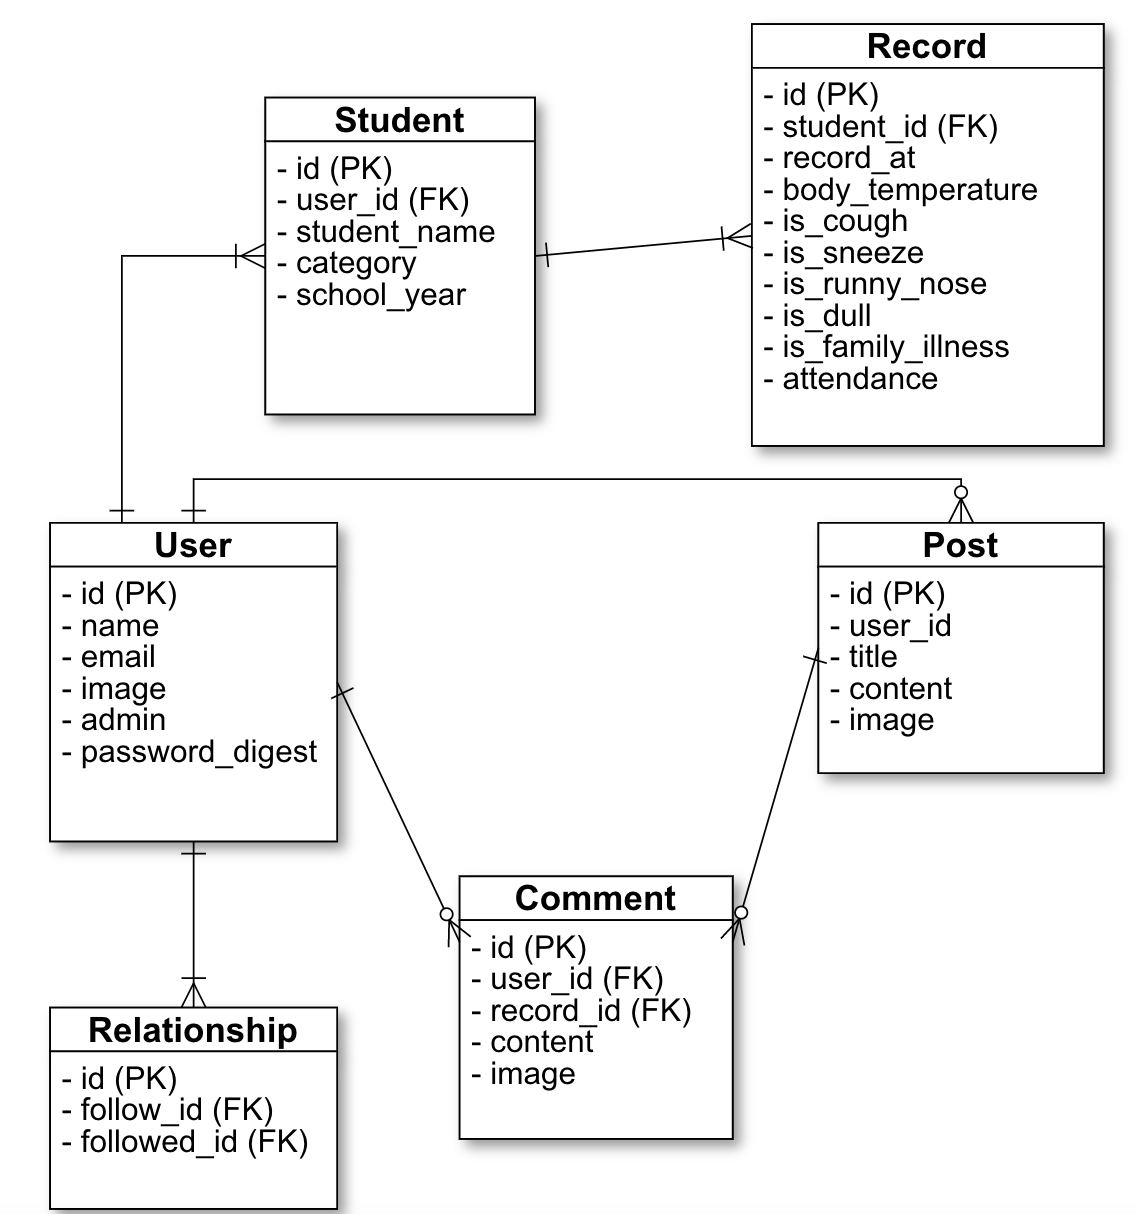 Record
- id (PK)
- student_id (FK)
- record_at
- body_temperature
- is_cough
- is_sneeze
- is_runny_nose
- is_dull
- is_family_illness
- attendance
Student
- id (PK)
- user_id (FK)
- student_name
- category
- school_year
User
- id (PK)
- name
- email
- image
- admin
- password_digest
Post
- id (PK)
- user_id
- title
- content
- image
Comment
- id (PK)
- user_id (FK)
- record_id (FK)
- content
- image
Relationship
- id (PK)
- follow_id (FK)
- followed_id (FK)